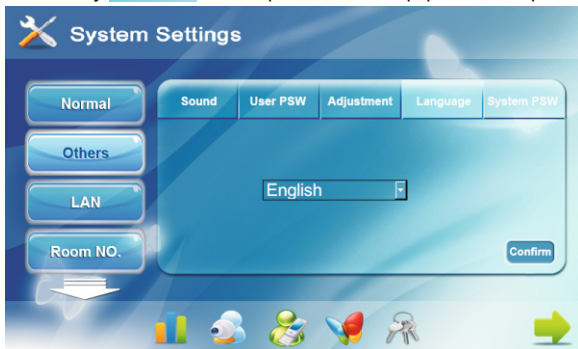 System Settings
Normal
Others
LAN
Room NO.
Sound User PSW Adjustment Language System PSW
English
Confirm